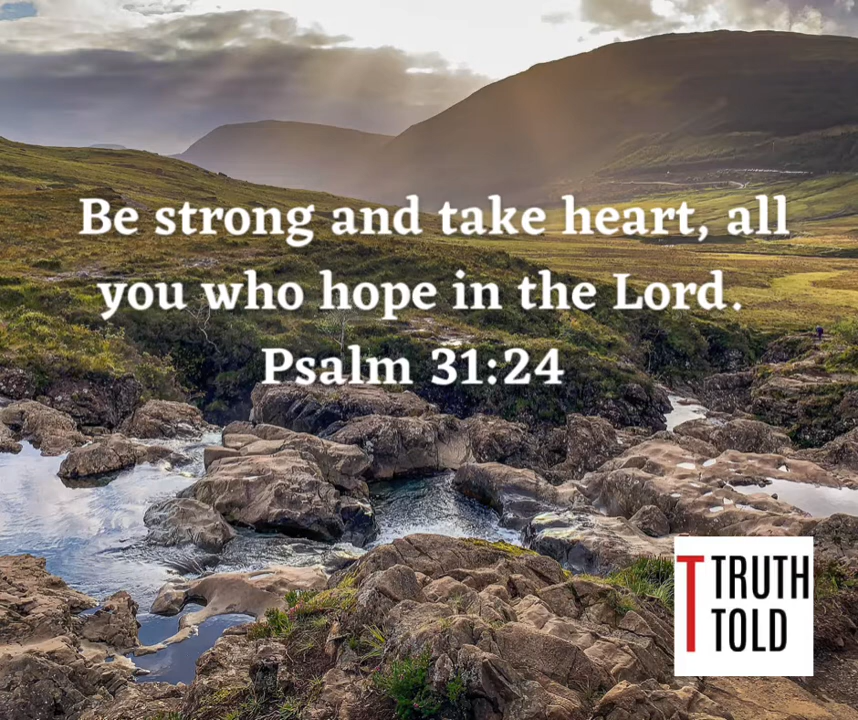 Be strong and take heart, all
you who hope in the Lord.
Psalm 31:24
T TRUTH
TOLD